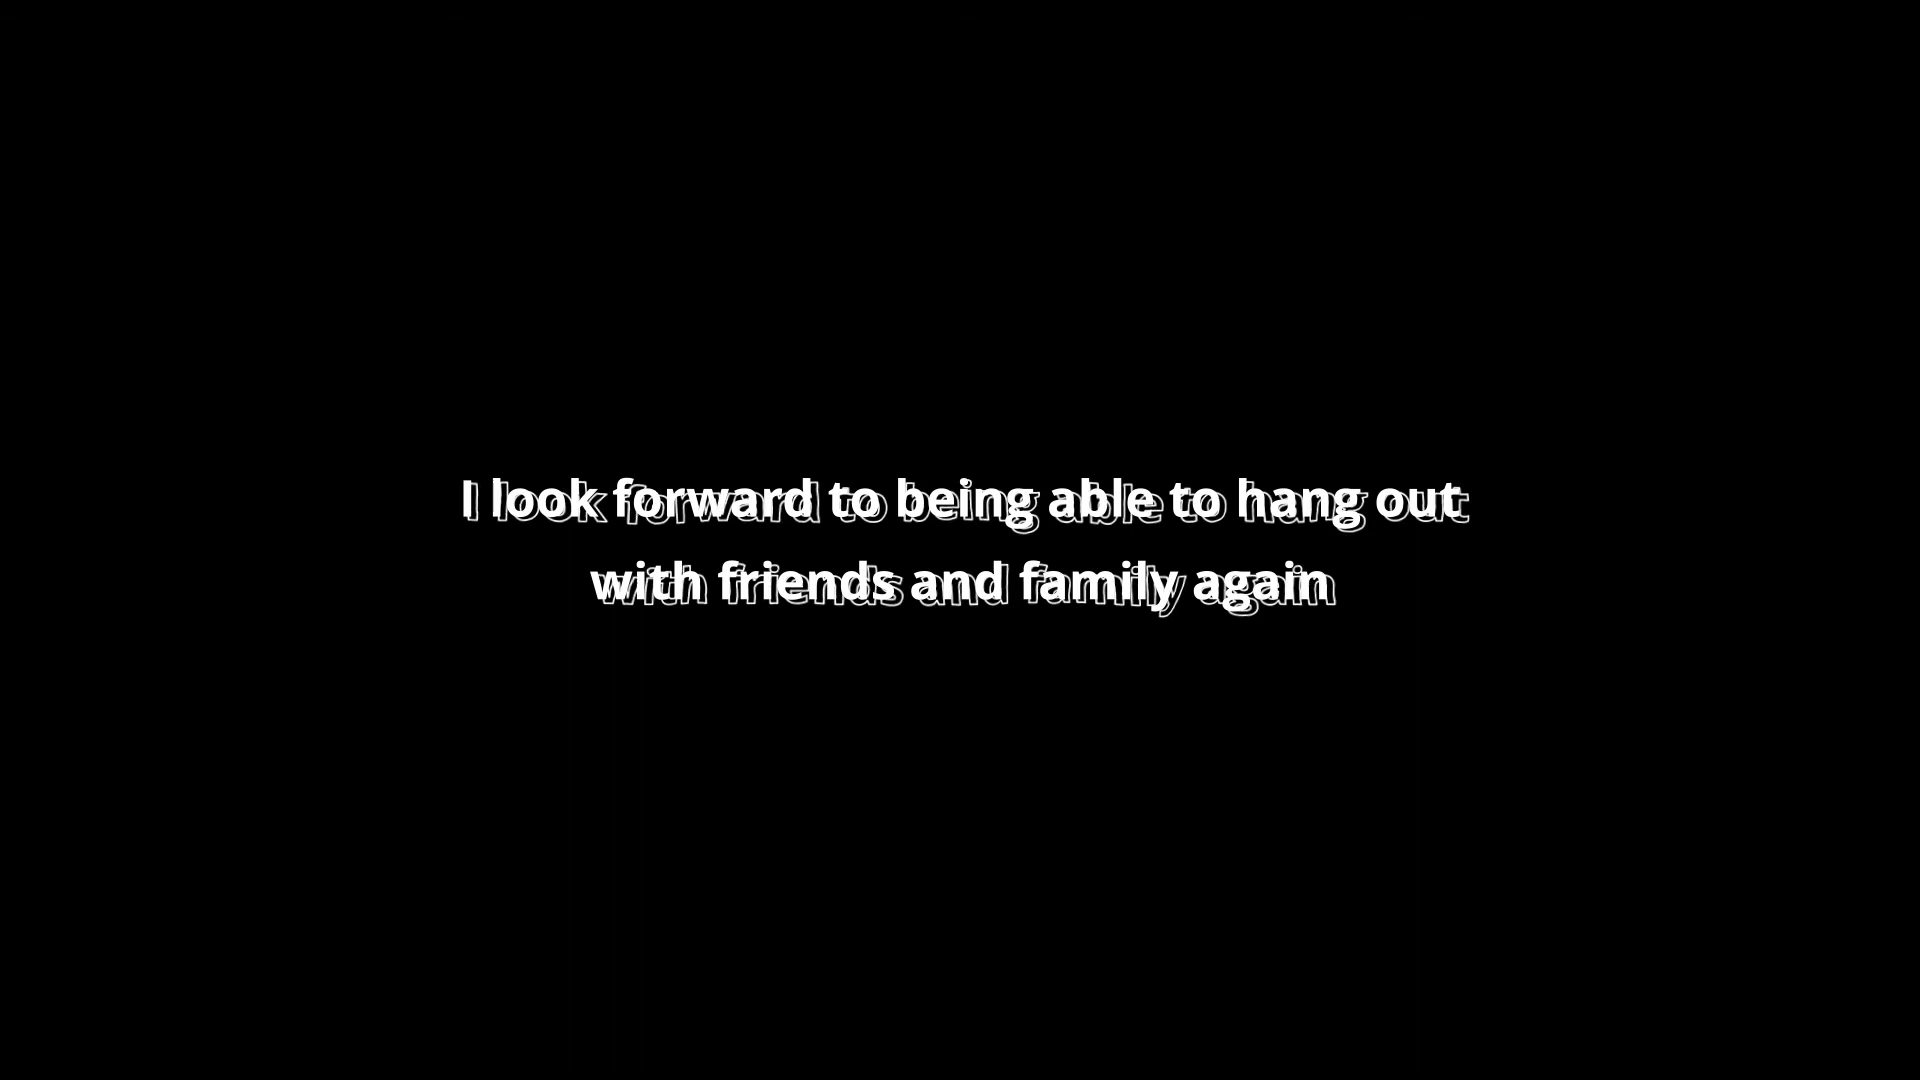 I look forward to being able to hang out
with friends and family again